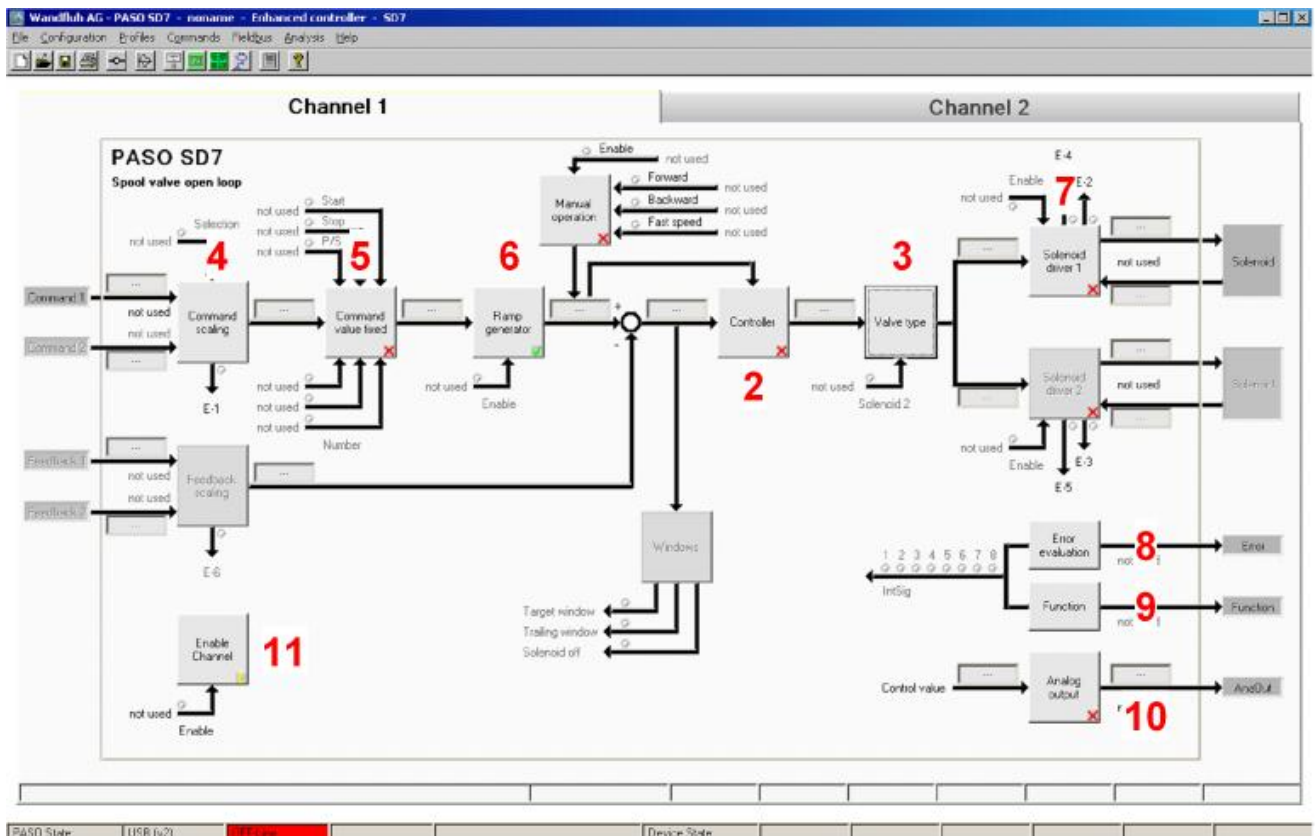 Wandfluh AG - PASO SD7 - noname - Enhanced controller - SD7
File Configuration Profiles Commands Fieldbus Analysis Help
Channel 1
Channel 2
PASO SD7
Spool valve open loop
Enable
not used
Forward
not used
Backward
not used
Fast speed
not used
Manual operation
E-4
Enable
7
E-2
not used
Start
not used
Stop
not used
P/S
not used
Selection
not used
4
5
6
3
...
Command 1
not used
Command scaling
...
Command value fixed
...
Ramp generator
...
+
-
...
Controller
...
Valve type
...
Solenoid driver 1
...
not used
...
Solenoid
not used
Command 2
...
E-1
not used
not used
not used
Number
not used
Enable
2
not used
Solenoid 2
...
Solenoid driver 2
...
not used
...
not used
Enable
E-3
E-5
Feedback 1
...
not used
Feedback scaling
...
not used
Feedback 2
...
E-6
Windows
Target window
Trailing window
Solenoid off
1 2 3 4 5 6 7 8
IntSig
Error evaluation
8
not
Error
Function
9
not
Function
Enable Channel
11
not used
Enable
Control value
...
Analog output
...
10
AnaOut
PASO State:
USB (v2)
Device State